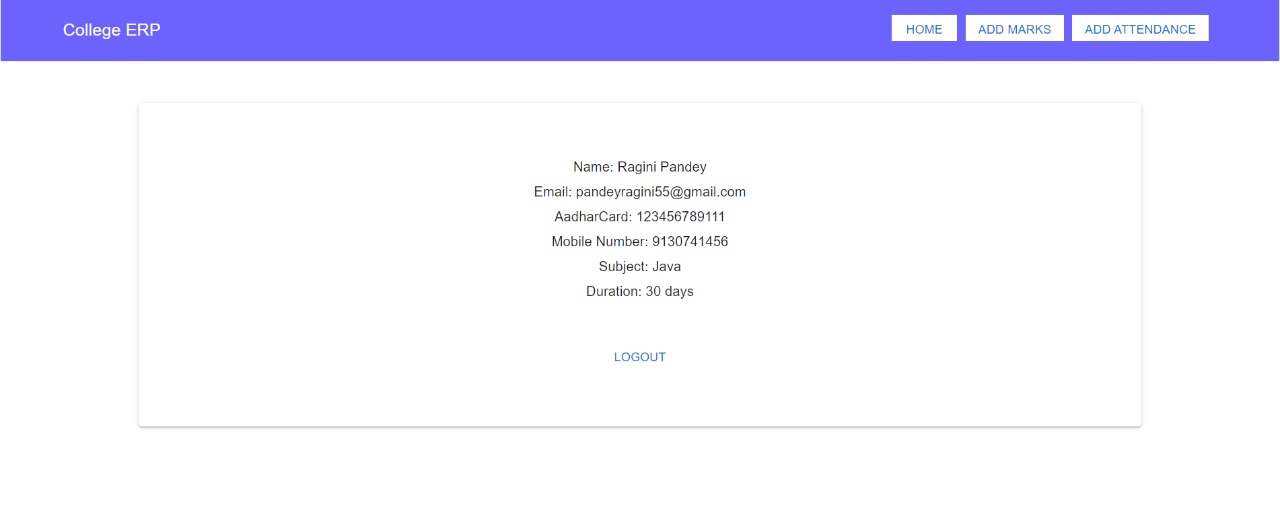 College ERP
HOME ADD MARKS ADD ATTENDANCE
Name: Ragini Pandey
Email: pandeyragini55@gmail.com
AadharCard: 123456789111
Mobile Number: 9130741456
Subject: Java
Duration: 30 days
LOGOUT